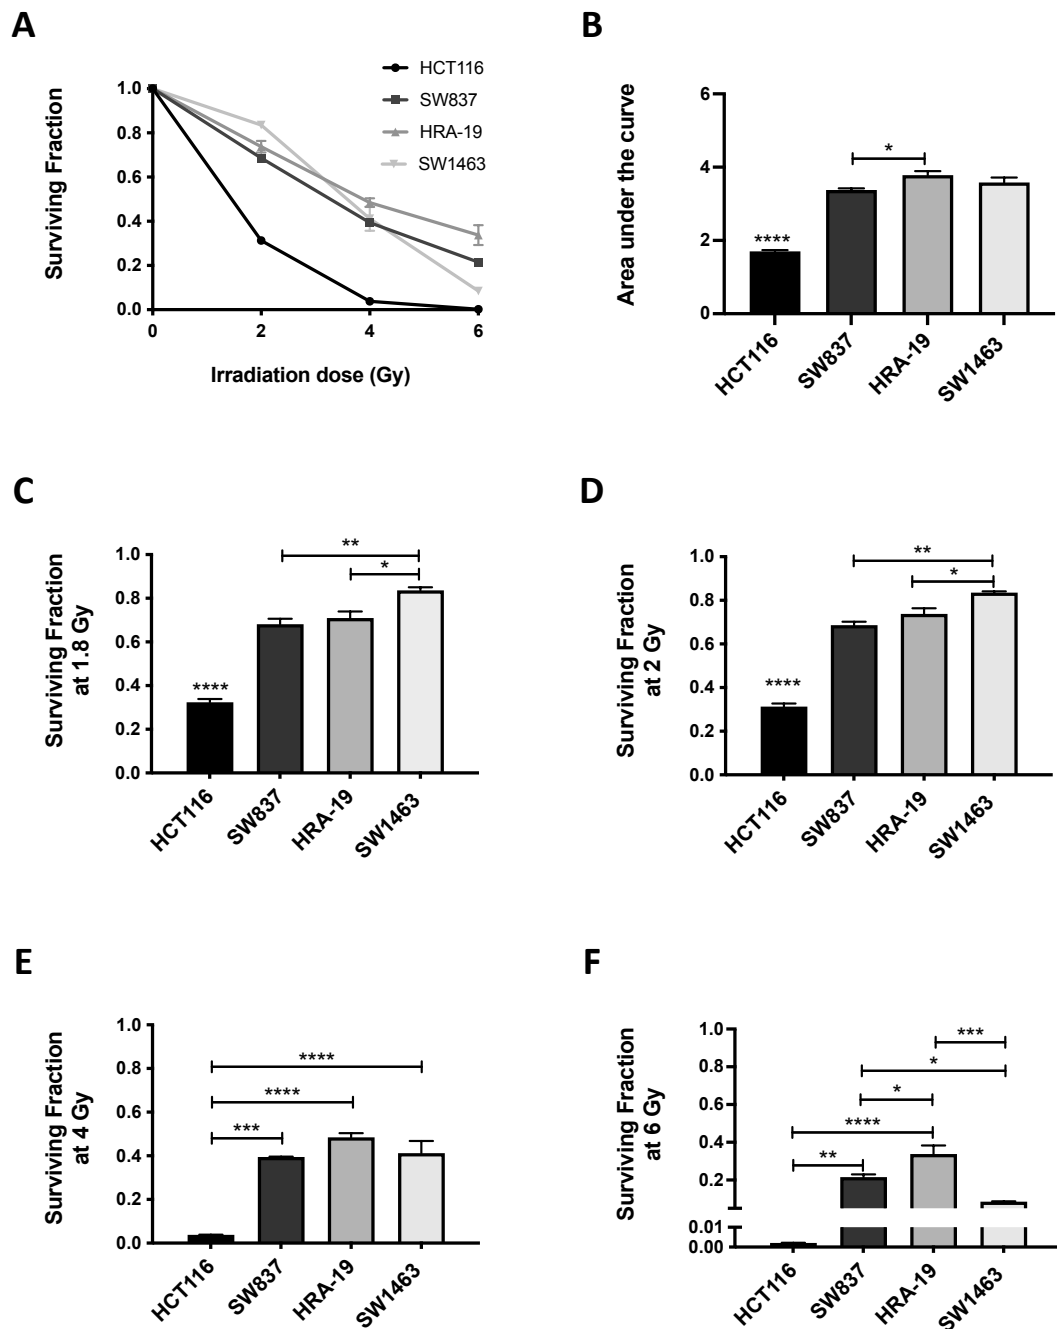 A
Surviving Fraction
1.0
0.8
0.6
0.4
0.2
0.0
0
2
4
6
Irradiation dose (Gy)
HCT116
SW837
HRA-19
SW1463
B
Area under the curve
6
4
2
0
****
*
HCT116
SW837
HRA-19
SW1463
C
Surviving Fraction
at 1.8 Gy
1.0
0.8
0.6
0.4
0.2
0.0
**
*
****
HCT116
SW837
HRA-19
SW1463
D
Surviving Fraction
at 2 Gy
1.0
0.8
0.6
0.4
0.2
0.0
**
*
****
HCT116
SW837
HRA-19
SW1463
E
Surviving Fraction
at 4 Gy
1.0
0.8
0.6
0.4
0.2
0.0
****
****
***
HCT116
SW837
HRA-19
SW1463
F
Surviving Fraction
at 6 Gy
1.0
0.8
0.6
0.4
0.2
0.01
0.00
***
*
*
****
**
HCT116
SW837
HRA-19
SW1463